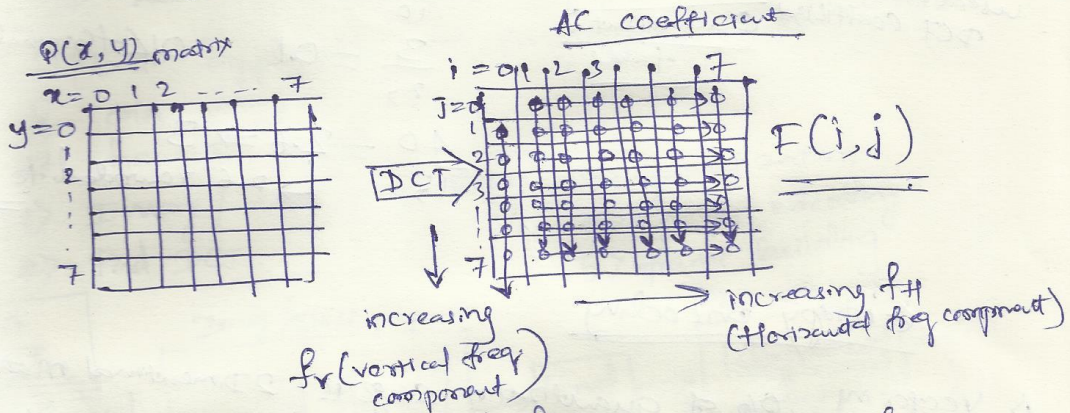 AC coefficient
P(x,y) matrix
x= 0 1 2 ..... 7
y=0
1
2
7
i = 0 1 2 3 7
J=0
1
2
3
7
DCT
F(i,j)
increasing
fv (vertical freq.
component)
increasing fH
(Horizontal freq component)